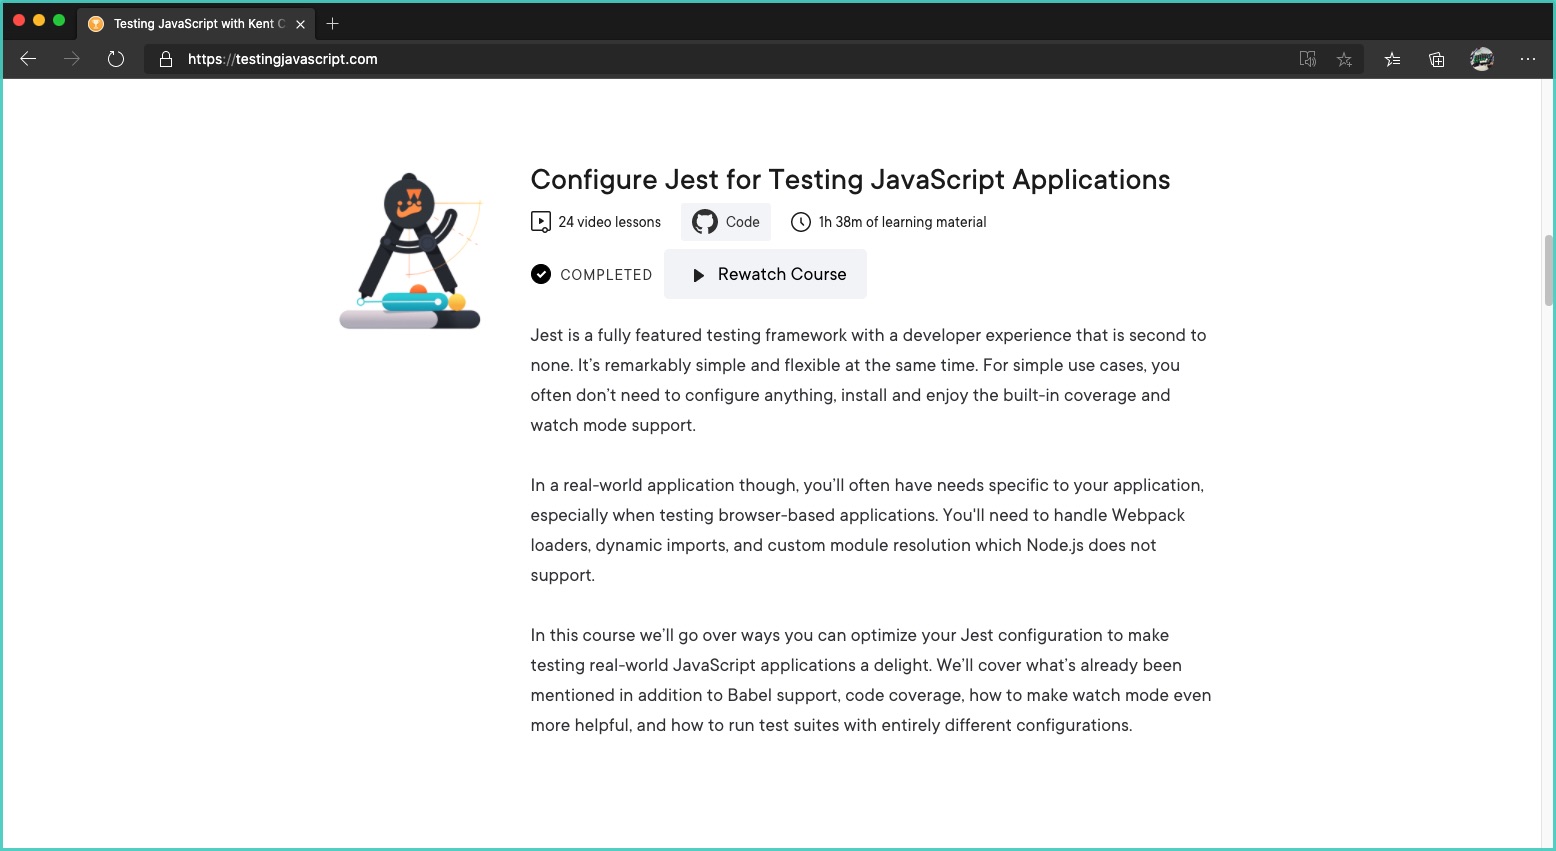 Testing JavaScript with Kent C
https://testingjavascript.com
Configure Jest for Testing JavaScript Applications
24 video lessons Code 1h 38m of learning material
COMPLETED Rewatch Course
Jest is a fully featured testing framework with a developer experience that is second to
none. It’s remarkably simple and flexible at the same time. For simple use cases, you
often don’t need to configure anything, install and enjoy the built-in coverage and
watch mode support.
In a real-world application though, you’ll often have needs specific to your application,
especially when testing browser-based applications. You'll need to handle Webpack
loaders, dynamic imports, and custom module resolution which Node.js does not
support.
In this course we’ll go over ways you can optimize your Jest configuration to make
testing real-world JavaScript applications a delight. We’ll cover what’s already been
mentioned in addition to Babel support, code coverage, how to make watch mode even
more helpful, and how to run test suites with entirely different configurations.